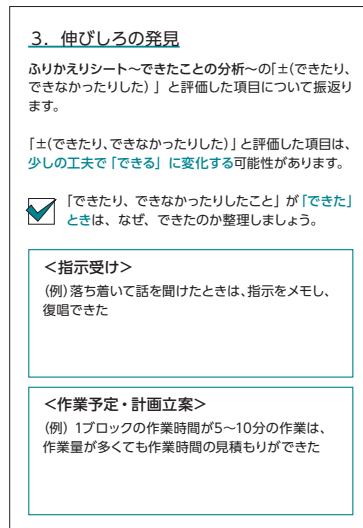 ３．伸びしろの発見
ふりかえりシート～できたことの分析～の「±(できたり、
できなかったりした）」と評価した項目について振返り
ます。
「±(できたり、できなかったりした)」と評価した項目は、
少しの工夫で「できる」に変化する可能性があります。
「できたり、できなかったりしたこと」が「できた」
ときは、なぜ、できたのか整理しましょう。
＜指示受け＞
(例)落ち着いて話を聞けたときは、指示をメモし、
復唱できた
＜作業予定・計画立案＞
(例) 1ブロックの作業時間が5～10分の作業は、
作業量が多くても作業時間の見積もりができた